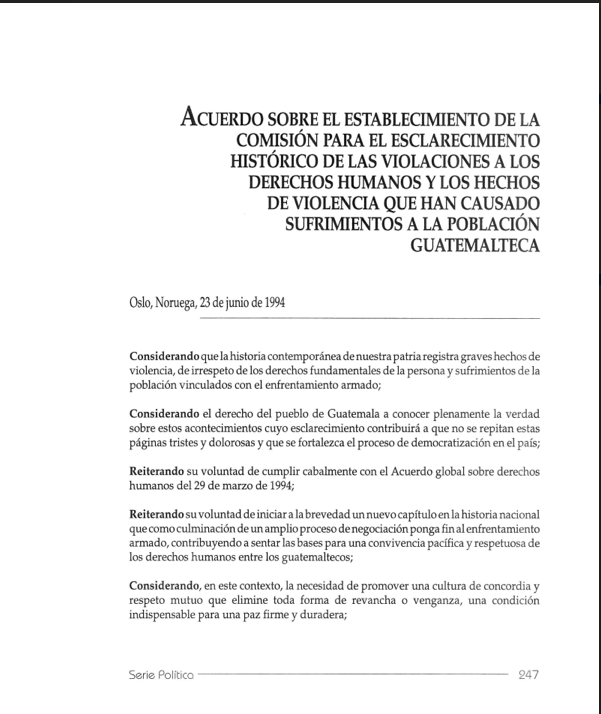 ACUERDO SOBRE EL ESTABLECIMIENTO DE LA
COMISIÓN PARA EL ESCLARECIMIENTO
HISTÓRICO DE LAS VIOLACIONES A LOS
DERECHOS HUMANOS Y LOS HECHOS
DE VIOLENCIA QUE HAN CAUSADO
SUFRIMIENTOS A LA POBLACIÓN
GUATEMALTECA
Oslo, Noruega, 23 de junio de 1994
Considerando que la historia contemporánea de nuestra patria registra graves hechos de
violencia, de irrespeto de los derechos fundamentales de la persona y sufrimientos de la
población vinculados con el enfrentamiento armado;
Considerando el derecho del pueblo de Guatemala a conocer plenamente la verdad
sobre estos acontecimientos cuyo esclarecimiento contribuirá a que no se repitan estas
páginas tristes y dolorosas y que se fortalezca el proceso de democratización en el país;
Reiterando su voluntad de cumplir cabalmente con el Acuerdo global sobre derechos
humanos del 29 de marzo de 1994;
Reiterando su voluntad de iniciar a la brevedad un nuevo capítulo en la historia nacional
que como culminación de un amplio proceso de negociación ponga fin al enfrentamiento
armado, contribuyendo a sentar las bases para una convivencia pacífica y respetuosa de
los derechos humanos entre los guatemaltecos;
Considerando, en este contexto, la necesidad de promover una cultura de concordia y
respeto mutuo que elimine toda forma de revancha o venganza, una condición
indispensable para una paz firme y duradera;
Serie Política 247